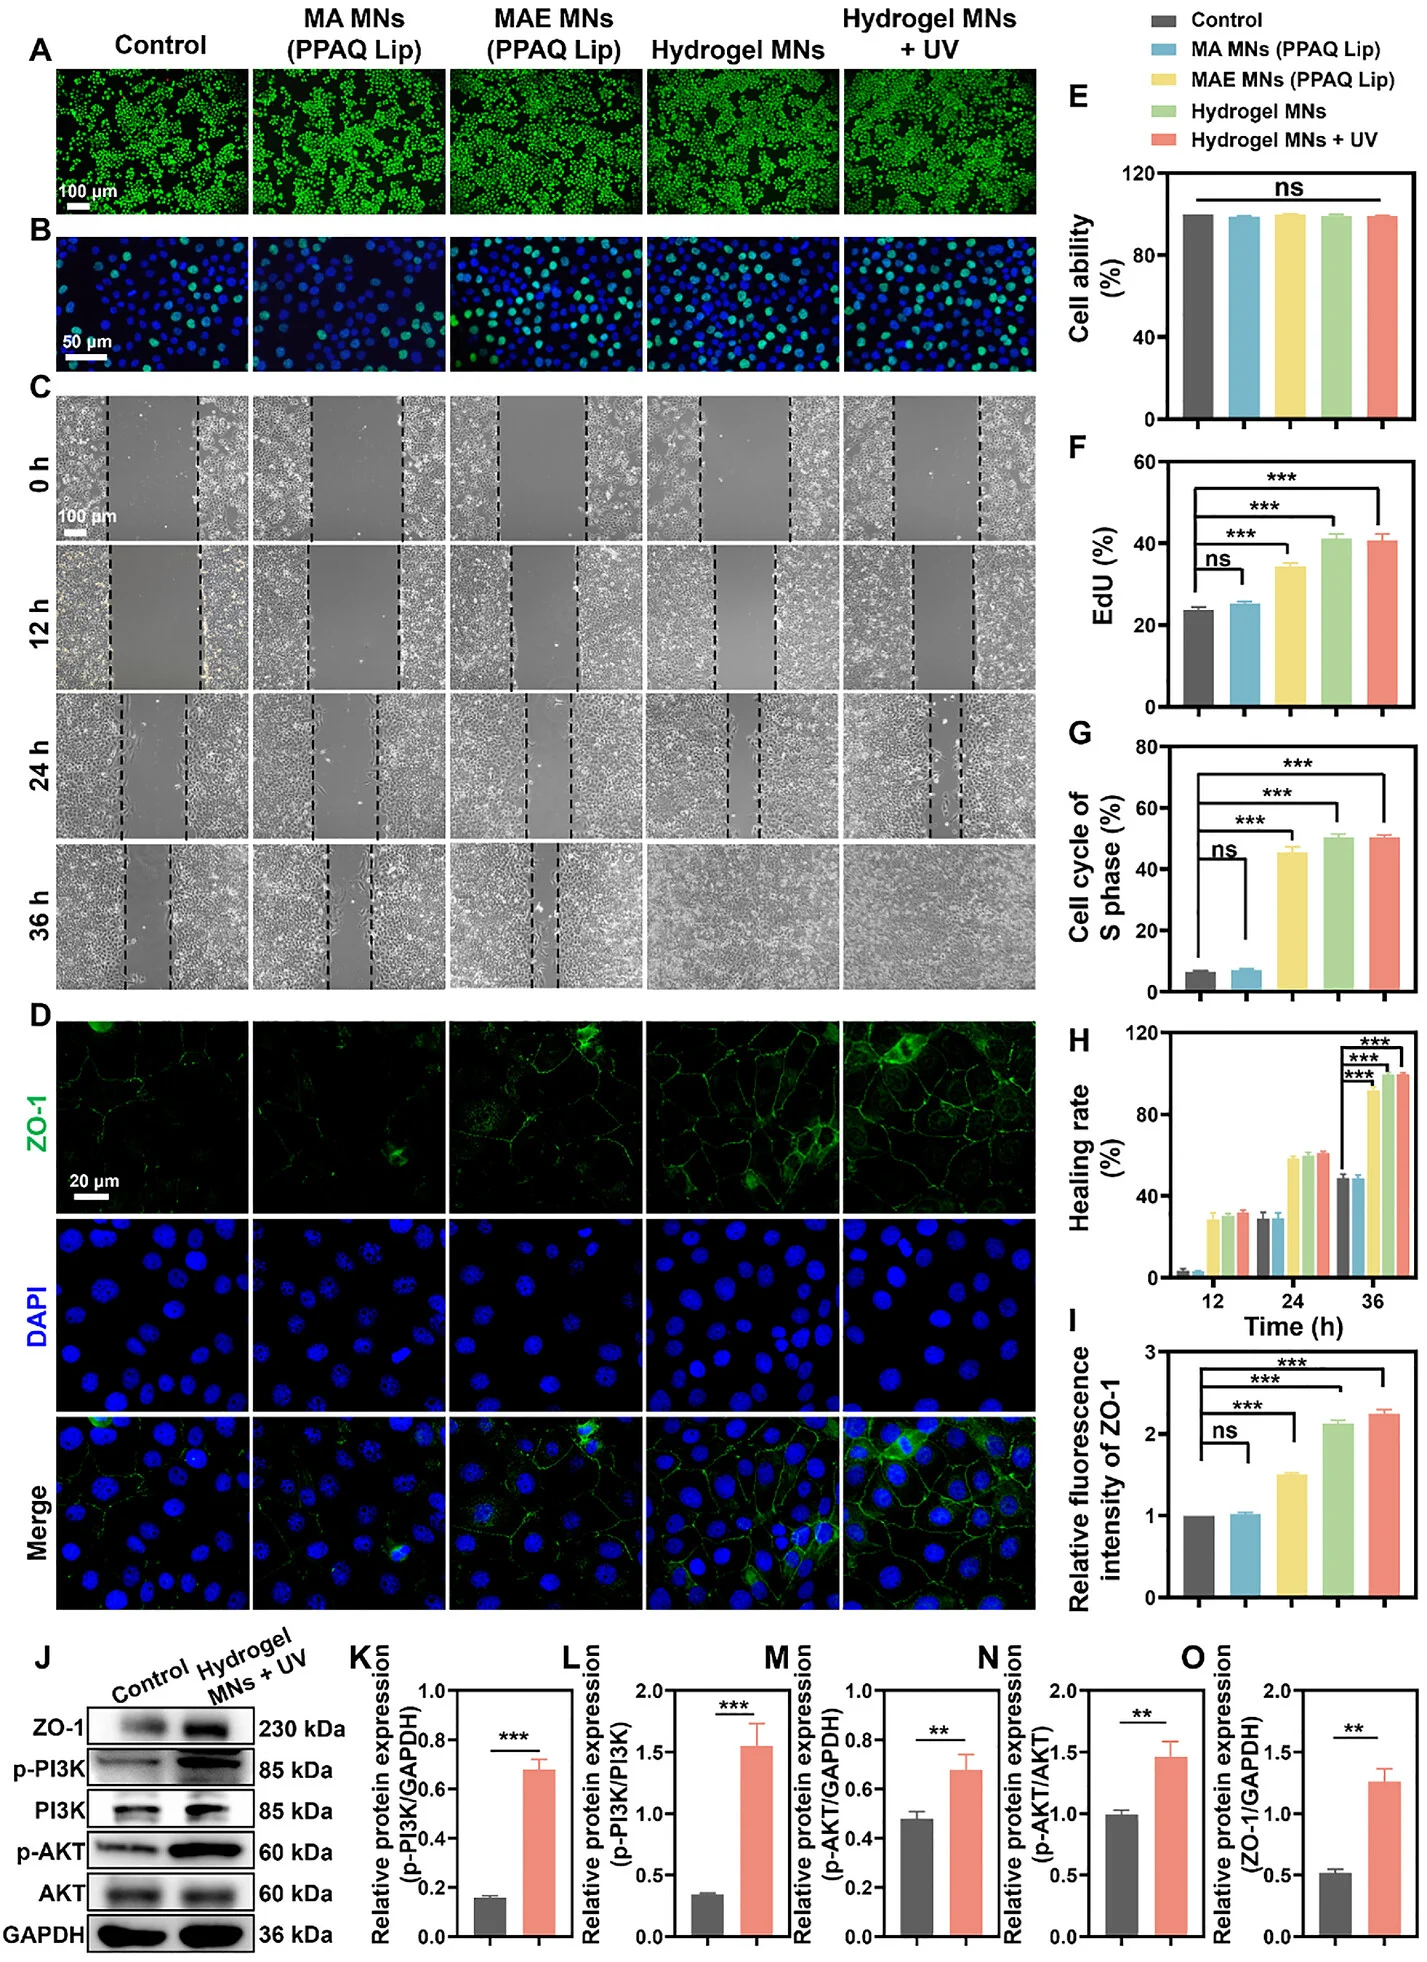 A
Control
MA MNs
(PPAQ Lip)
MAE MNs
(PPAQ Lip)
Hydrogel MNs
Hydrogel MNs
+ UV
100 µm
B
50 µm
C
0 h
100 µm
12 h
24 h
36 h
D
ZO-1
20 µm
DAPI
Merge
Control
MA MNs (PPAQ Lip)
MAE MNs (PPAQ Lip)
Hydrogel MNs
Hydrogel MNs + UV
E
Cell ability
(%)
120
80
40
0
ns
F
EdU (%)
60
40
20
0
***
***
***
ns
G
Cell cycle of
S phase (%)
80
60
40
20
0
***
***
***
ns
H
Healing rate
(%)
120
80
40
0
***
***
***
12
24
36
Time (h)
I
Relative fluorescence
intensity of ZO-1
3
2
1
0
***
***
***
ns
J
Control
Hydrogel
MNs + UV
ZO-1
230 kDa
p-PI3K
85 kDa
PI3K
85 kDa
p-AKT
60 kDa
AKT
60 kDa
GAPDH
36 kDa
K
Relative protein expression
(p-PI3K/GAPDH)
1.0
0.8
0.6
0.4
0.2
0.0
***
L
Relative protein expression
(p-PI3K/PI3K)
2.0
1.5
1.0
0.5
0.0
***
M
Relative protein expression
(p-AKT/GAPDH)
1.0
0.8
0.6
0.4
0.2
0.0
**
N
Relative protein expression
(p-AKT/AKT)
2.0
1.5
1.0
0.5
0.0
**
O
Relative protein expression
(ZO-1/GAPDH)
2.0
1.5
1.0
0.5
0.0
**